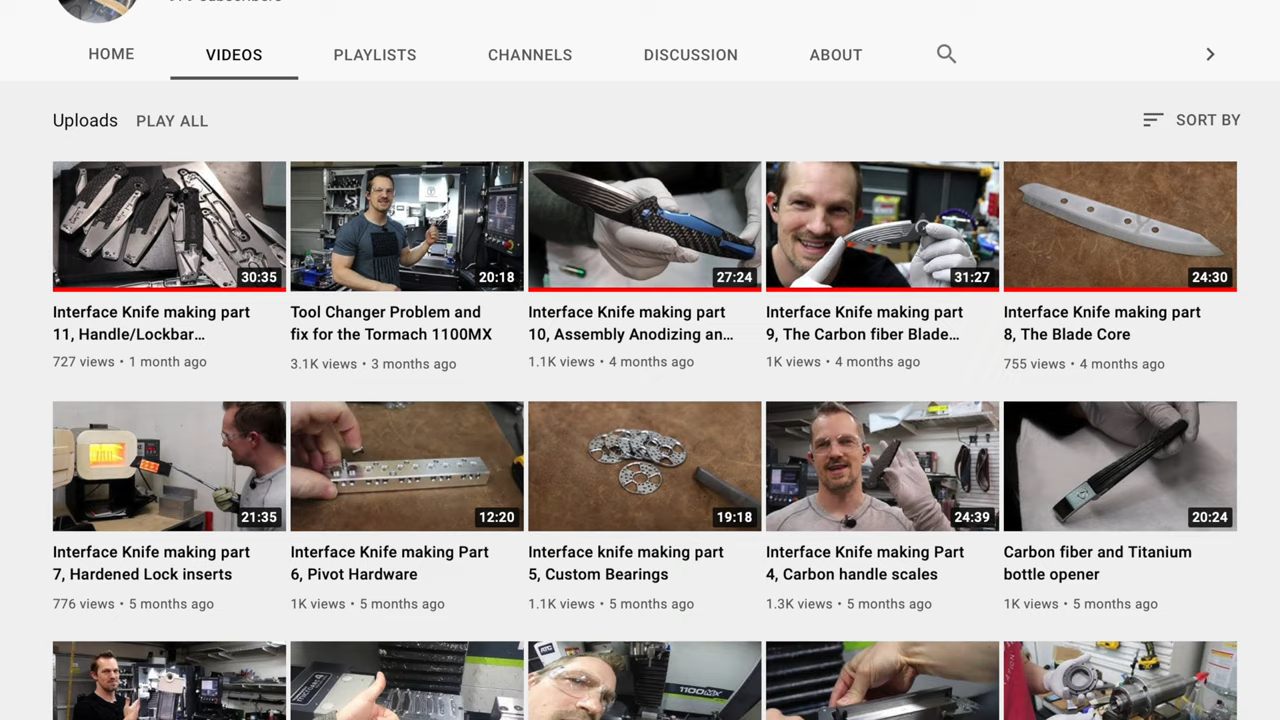 HOME VIDEOS PLAYLISTS CHANNELS DISCUSSION ABOUT
Uploads PLAY ALL SORT BY
30:35
20:18
27:24
31:27
24:30
Interface Knife making part
11, Handle/Lockbar…
727 views • 1 month ago
Tool Changer Problem and
fix for the Tormach 1100MX
3.1K views • 3 months ago
Interface Knife making part
10, Assembly Anodizing an…
1.1K views • 4 months ago
Interface Knife making part
9, The Carbon fiber Blade…
1K views • 4 months ago
Interface Knife making part
8, The Blade Core
755 views • 4 months ago
21:35
12:20
19:18
24:39
20:24
Interface Knife making part
7, Hardened Lock inserts
776 views • 5 months ago
Interface Knife making Part
6, Pivot Hardware
1K views • 5 months ago
Interface knife making part
5, Custom Bearings
1.1K views • 5 months ago
Interface Knife making Part
4, Carbon handle scales
1.3K views • 5 months ago
Carbon fiber and Titanium
bottle opener
1K views • 5 months ago
1100MX